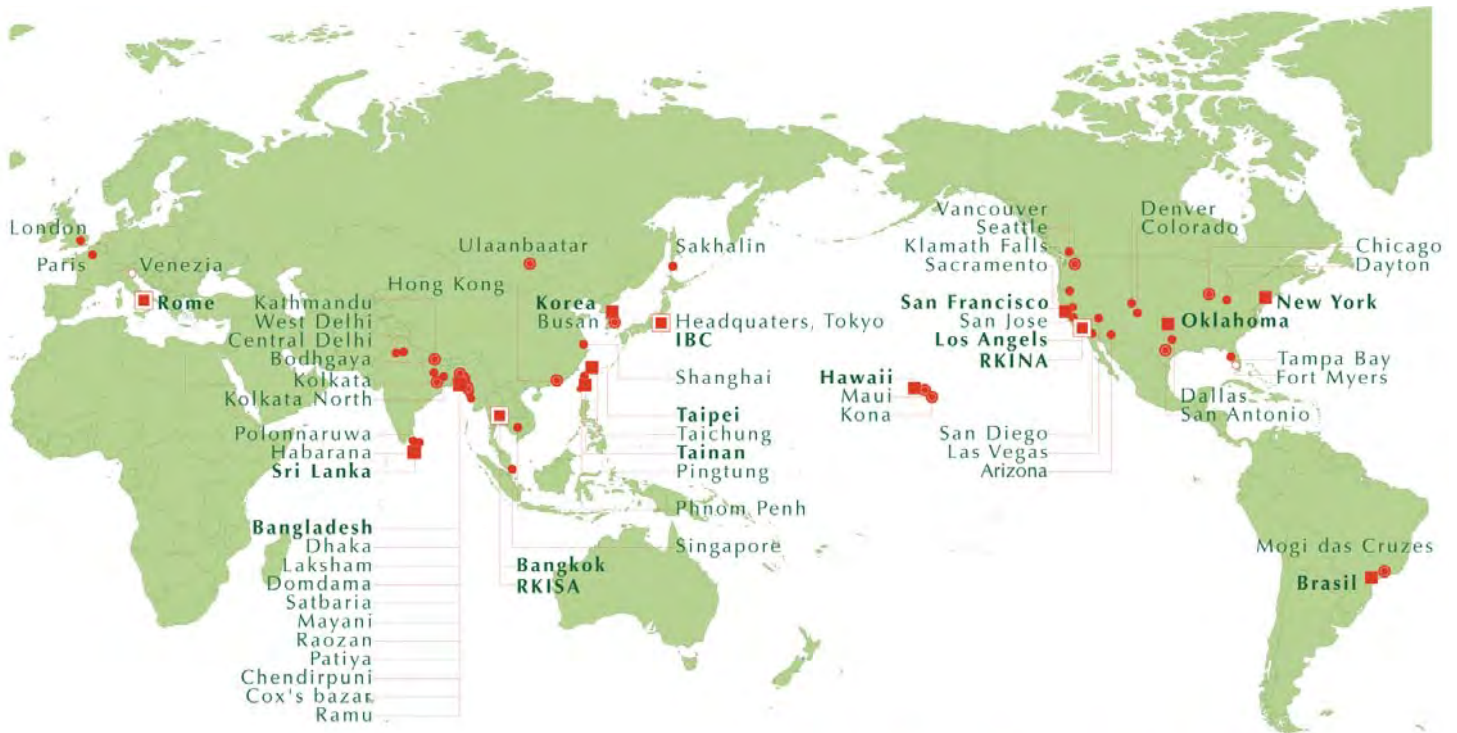 London
Paris
Venezia
Rome
Ulaanbaatar
Hong Kong
Kathmandu
West Delhi
Central Delhi
Bodhgaya
Kolkata
Kolkata North
Polonnaruwa
Habarana
Sri Lanka
Bangladesh
Dhaka
Laksham
Domdama
Satbaria
Mayani
Raozan
Patiya
Chendirpuni
Cox's bazar
Ramu
Bangkok
RKISA
Sakhalin
Korea
Busan
Headquaters, Tokyo
IBC
Shanghai
Taipei
Taichung
Tainan
Pingtung
Phnom Penh
Singapore
Hawaii
Maui
Kona
Vancouver
Seattle
Klamath Falls
Sacramento
San Francisco
San Jose
Los Angels
RKINA
San Diego
Las Vegas
Arizona
Denver
Colorado
Chicago
Dayton
New York
Oklahoma
Tampa Bay
Fort Myers
Dallas
San Antonio
Mogi das Cruzes
Brasil